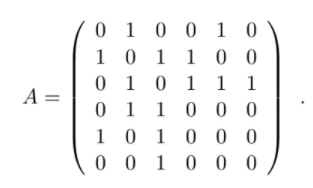 0 1 0 0 1 0
1 0 1 1 0 0
0 1 0 1 1 1
A = 0 1 1 0 0 0 .
1 0 1 0 0 0
0 0 1 0 0 0